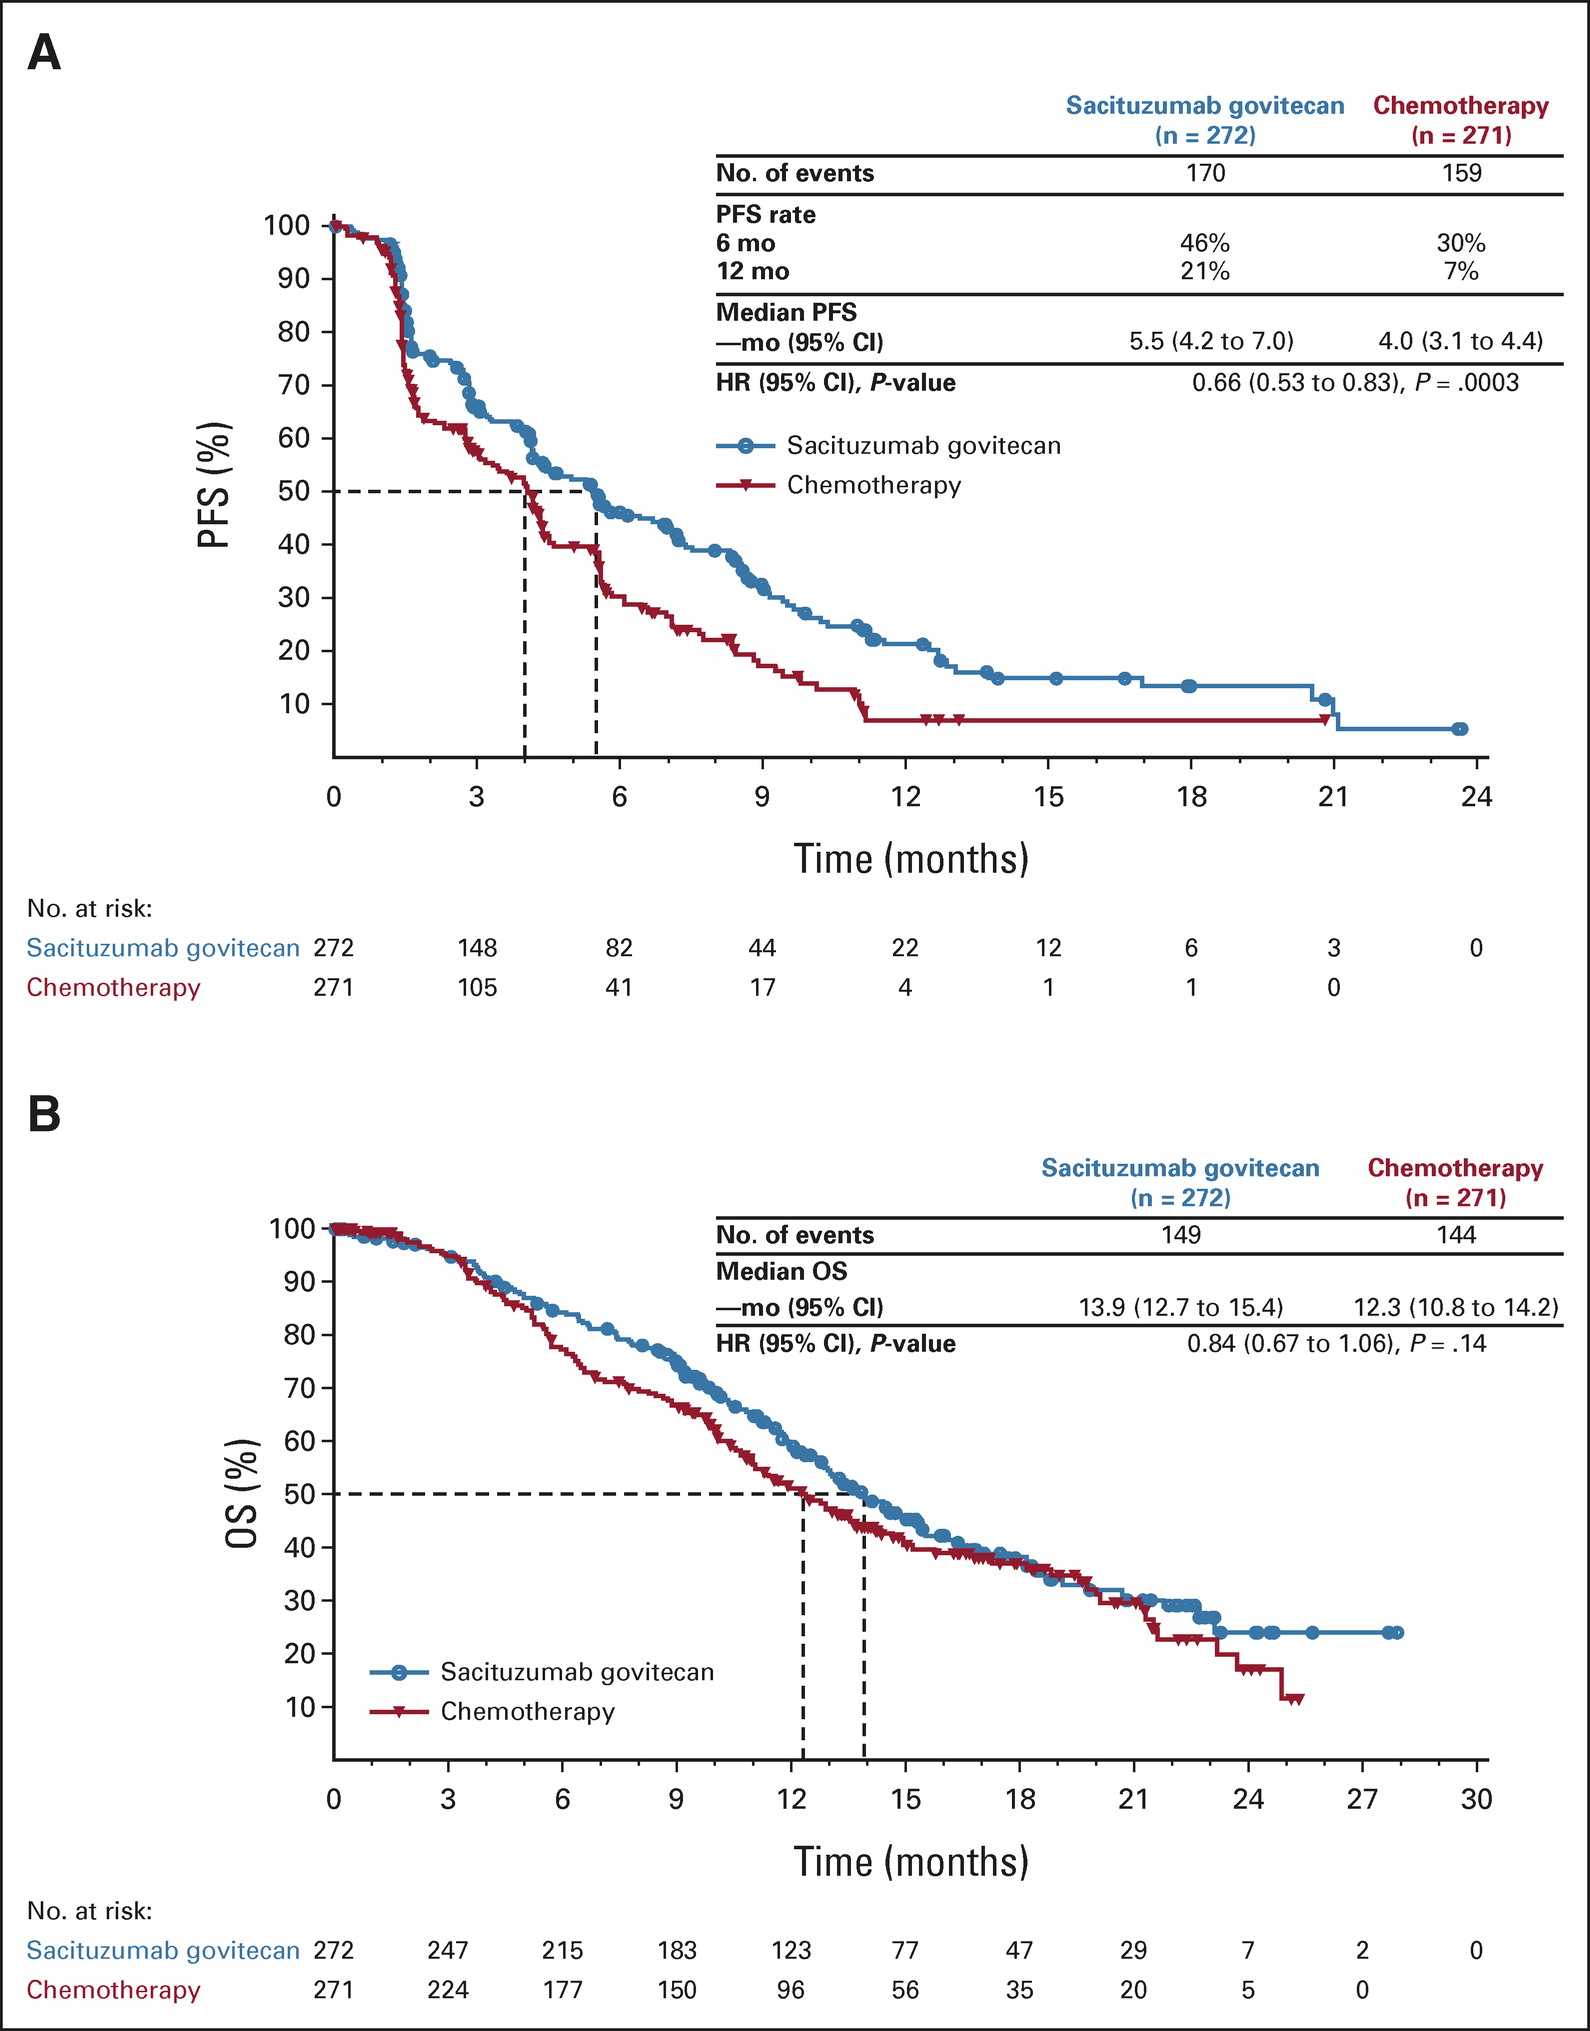 A
Sacituzumab govitecan Chemotherapy
(n = 272) (n = 271)
No. of events 170 159
PFS rate
6 mo 46% 30%
12 mo 21% 7%
Median PFS
—mo (95% CI) 5.5 (4.2 to 7.0) 4.0 (3.1 to 4.4)
HR (95% CI), P-value 0.66 (0.53 to 0.83), P = .0003
Sacituzumab govitecan
Chemotherapy
PFS (%)
100
90
80
70
60
50
40
30
20
10
0 3 6 9 12 15 18 21 24
Time (months)
No. at risk:
Sacituzumab govitecan 272 148 82 44 22 12 6 3 0
Chemotherapy 271 105 41 17 4 1 1 0
B
Sacituzumab govitecan Chemotherapy
(n = 272) (n = 271)
No. of events 149 144
Median OS
—mo (95% CI) 13.9 (12.7 to 15.4) 12.3 (10.8 to 14.2)
HR (95% CI), P-value 0.84 (0.67 to 1.06), P = .14
OS (%)
100
90
80
70
60
50
40
30
20
10
Sacituzumab govitecan
Chemotherapy
0 3 6 9 12 15 18 21 24 27 30
Time (months)
No. at risk:
Sacituzumab govitecan 272 247 215 183 123 77 47 29 7 2 0
Chemotherapy 271 224 177 150 96 56 35 20 5 0